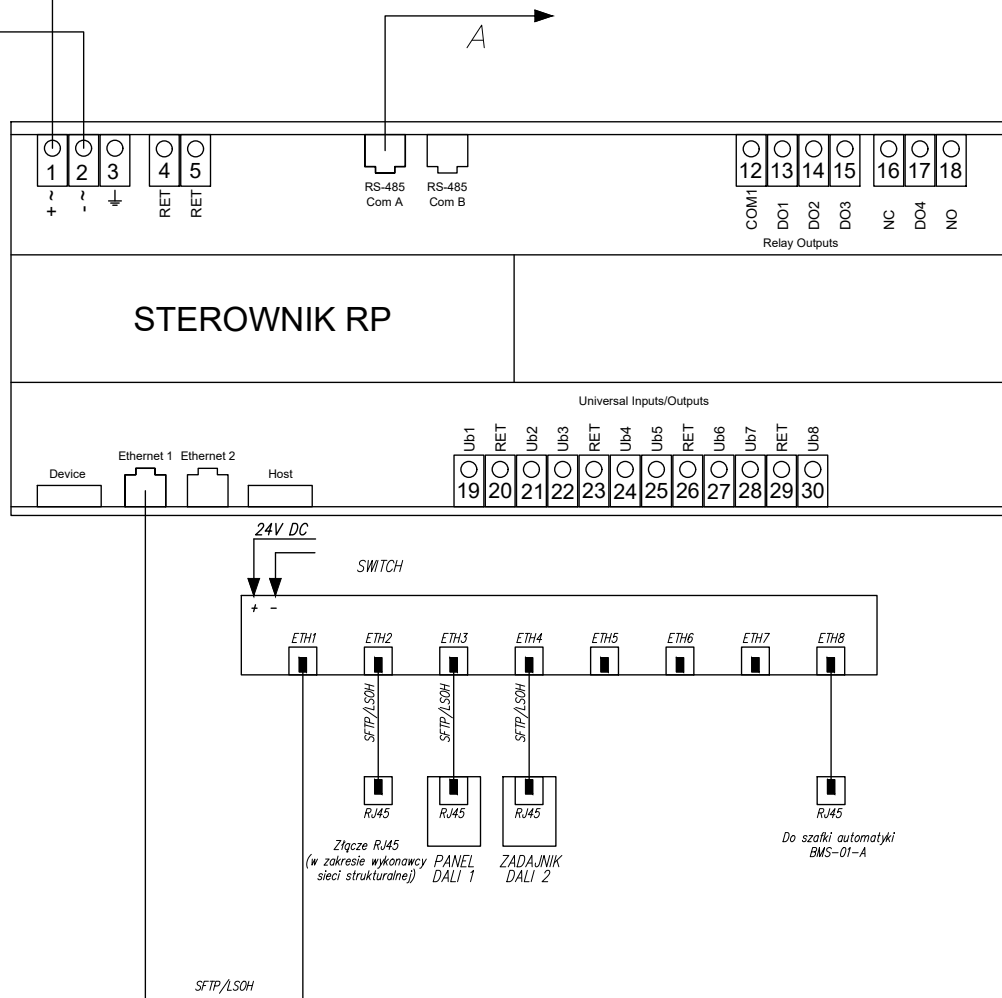 A
1 2 3 4 5
~ ~ RET RET
+ -
RS-485 RS-485
Com A Com B
12 13 14 15 16 17 18
COM1 DO1 DO2 DO3 NC DO4 NO
Relay Outputs
STEROWNIK RP
Universal Inputs/Outputs
Ub1 RET Ub2 Ub3 RET Ub4 Ub5 RET Ub6 Ub7 RET Ub8
19 20 21 22 23 24 25 26 27 28 29 30
Device Ethernet 1 Ethernet 2 Host
24V DC
SWITCH
+ -
ETH1 ETH2 ETH3 ETH4 ETH5 ETH6 ETH7 ETH8
SFTP/LSOH SFTP/LSOH SFTP/LSOH
RJ45 RJ45 RJ45 RJ45
Złącze RJ45
(w zakresie wykonawcy
sieci strukturalnej)
PANEL
DALI 1
ZADAJNIK
DALI 2
Do szafki automatyki
BMS-01-A
SFTP/LSOH